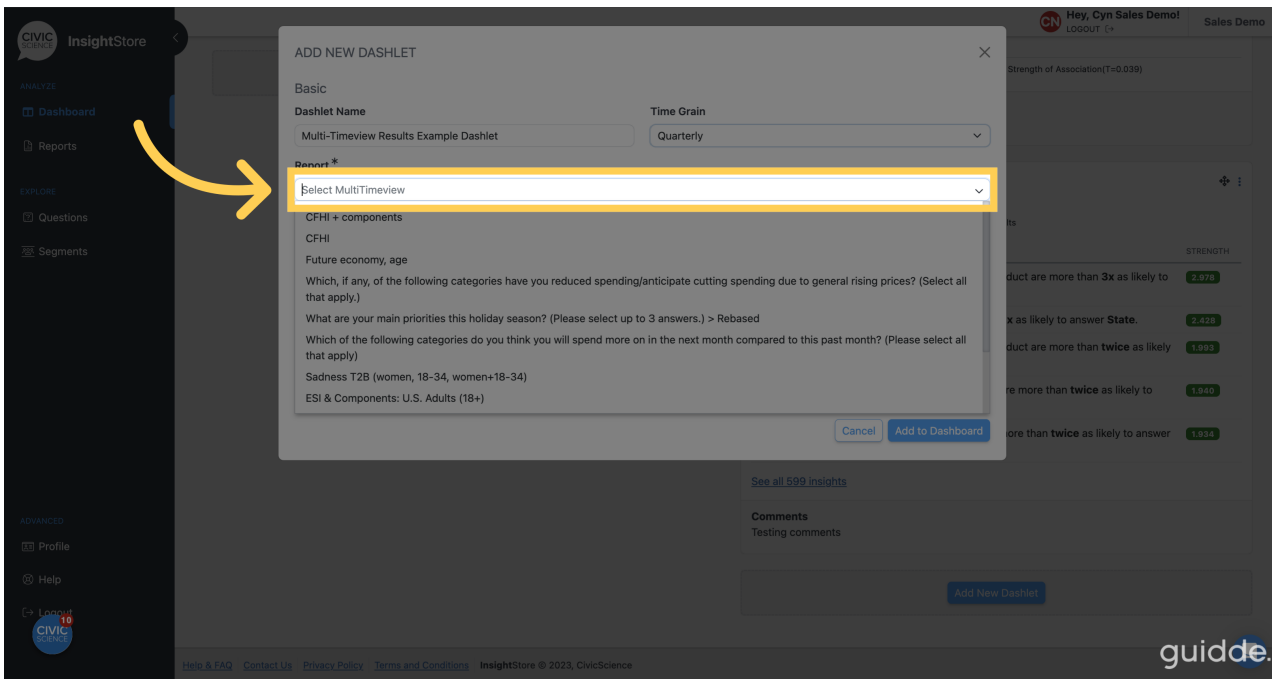 CIVIC
SCIENCE
InsightStore
CN
Hey, Cyn Sales Demo!
LOGOUT
Sales Demo
ANALYZE
Dashboard
Reports
EXPLORE
Questions
Segments
ADVANCED
Profile
Help
Logout
10
CIVIC
SCIENCE
ADD NEW DASHLET
Basic
Dashlet Name
Time Grain
Multi-Timeview Results Example Dashlet
Quarterly
Report *
Select MultiTimeview
CFHI + components
CFHI
Future economy, age
Which, if any, of the following categories have you reduced spending/anticipate cutting spending due to general rising prices? (Select all
that apply.)
What are your main priorities this holiday season? (Please select up to 3 answers.) > Rebased
Which of the following categories do you think you will spend more on in the next month compared to this past month? (Please select all
that apply)
Sadness T2B (women, 18-34, women+18-34)
ESI & Components: U.S. Adults (18+)
Cancel
Add to Dashboard
Strength of Association(T=0.039)
STRENGTH
duct are more than 3x as likely to
2.978
x as likely to answer State.
2.428
duct are more than twice as likely
1.993
re more than twice as likely to
1.940
ore than twice as likely to answer
1.934
See all 599 insights
Comments
Testing comments
Add New Dashlet
Help & FAQ
Contact Us
Privacy Policy
Terms and Conditions
InsightStore © 2023, CivicScience
guidde.